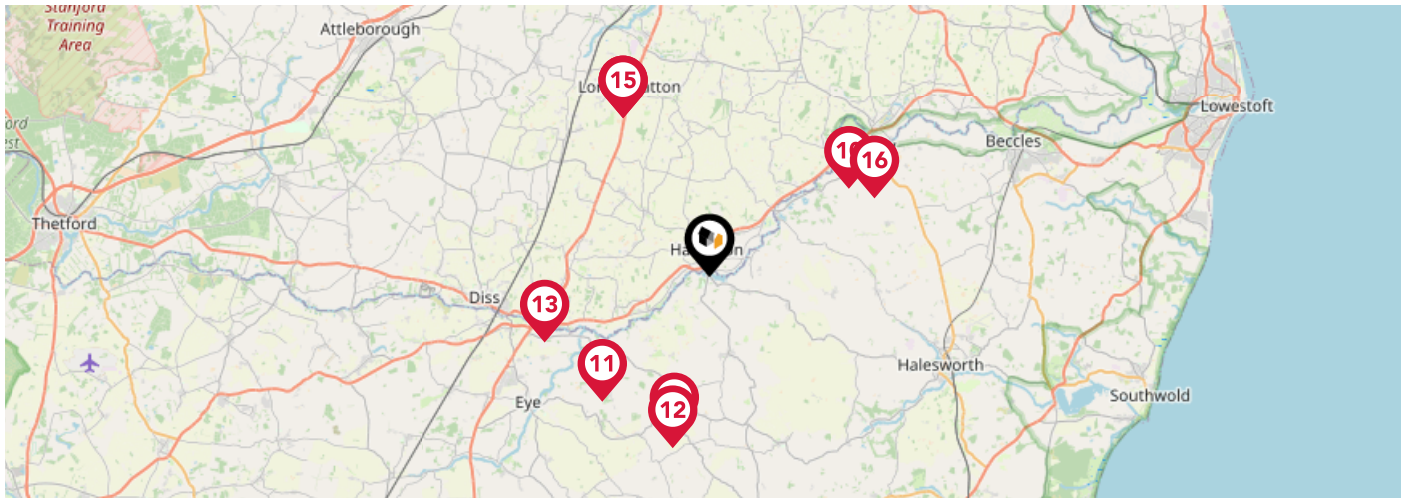 Stanford
Training
Area
Attleborough
15
Lowestoft
Beccles
16
Thetford
Diss
13
11
Halesworth
Eye
12
Southwold